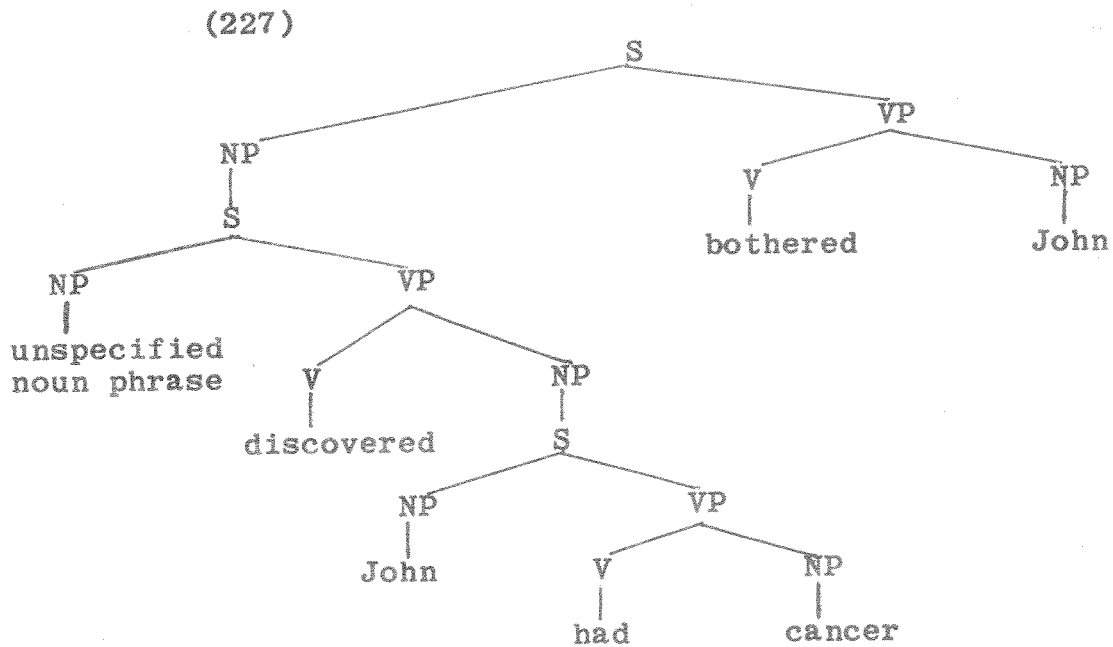 (227)
S
NP VP
V NP
S
bothered John
NP VP
unspecified
noun phrase
V NP
discovered
S
NP VP
John
V NP
had cancer